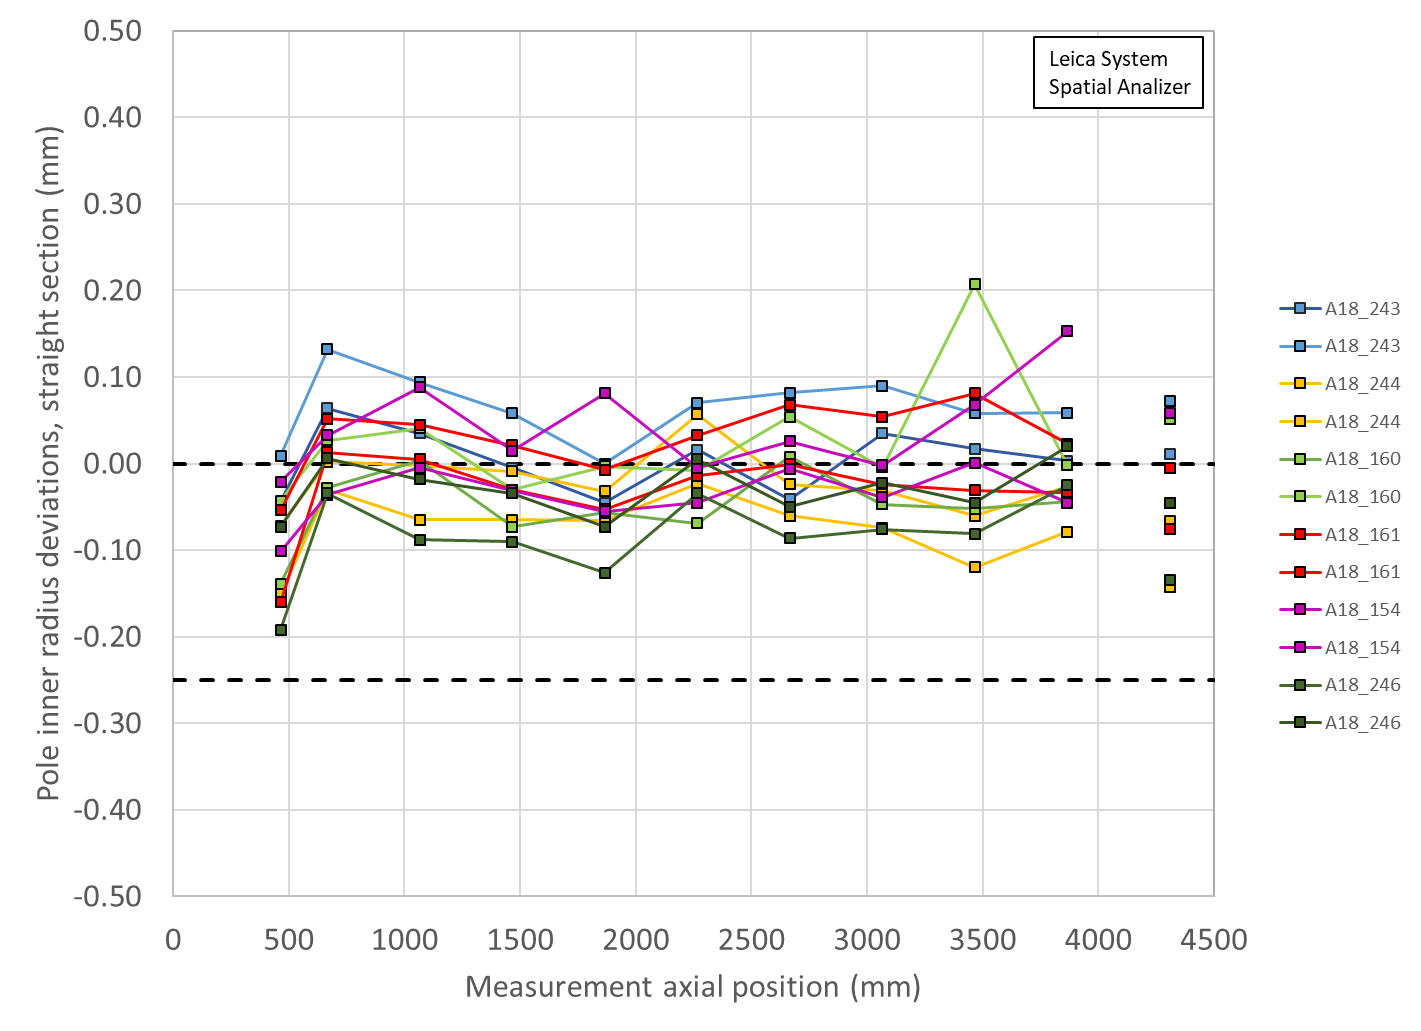 0.50
0.40
0.30
0.20
0.10
0.00
-0.10
-0.20
-0.30
-0.40
-0.50
Pole inner radius deviations, straight section (mm)
Leica System
Spatial Analizer
0 500 1000 1500 2000 2500 3000 3500 4000 4500
Measurement axial position (mm)
A18_243
A18_243
A18_244
A18_244
A18_160
A18_160
A18_161
A18_161
A18_154
A18_154
A18_246
A18_246